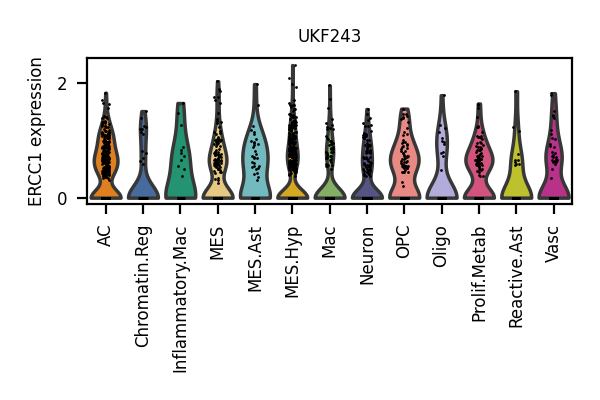 UKF243
ERCC1 expression
2
0
AC
Chromatin.Reg
Inflammatory.Mac
MES
MES.Ast
MES.Hyp
Mac
Neuron
OPC
Oligo
Prolif.Metab
Reactive.Ast
Vasc